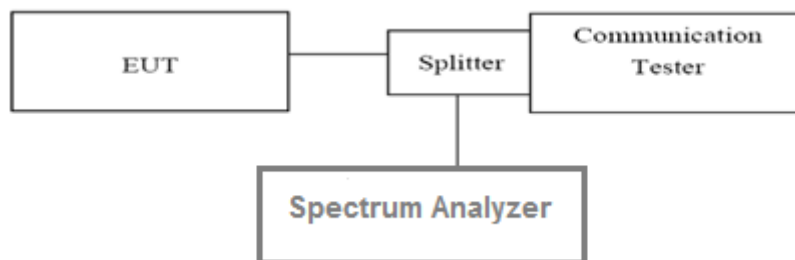 EUT
Splitter
Communication
Tester
Spectrum Analyzer